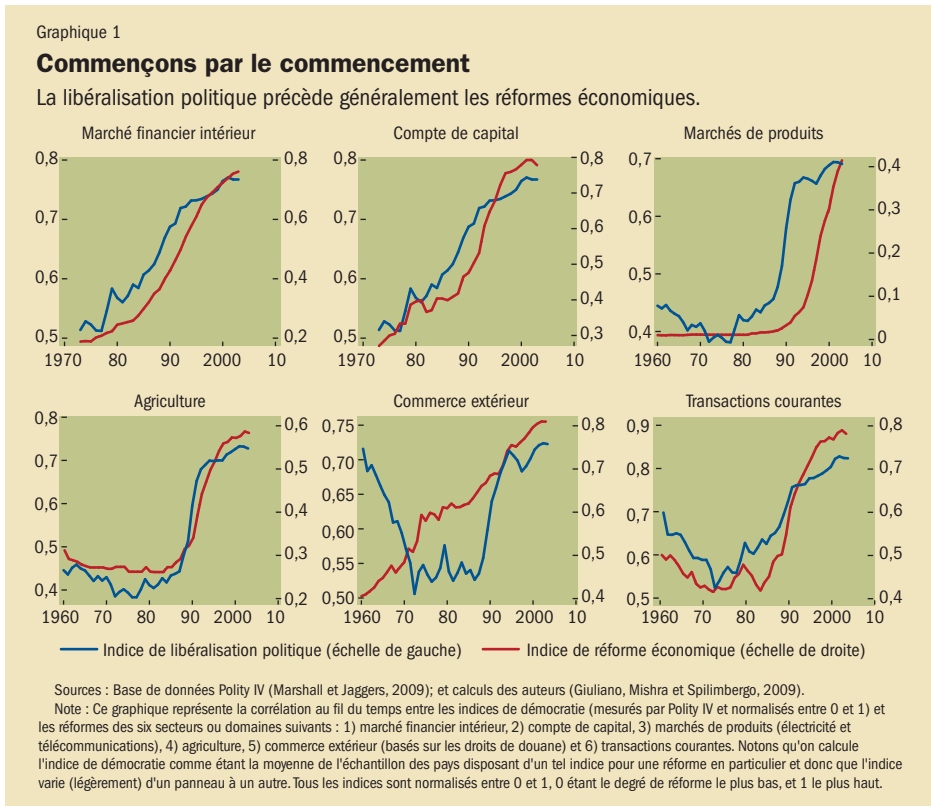 Graphique 1
Commençons par le commencement
La libéralisation politique précède généralement les réformes économiques.
Marché financier intérieur
0,8
0,7
0,6
0,5
0,8
0,6
0,4
0,2
1970 80 90 2000 10
Compte de capital
0,8
0,7
0,6
0,5
0,8
0,7
0,6
0,5
0,4
0,3
1970 80 90 2000 10
Marchés de produits
0,7
0,6
0,5
0,4
0,4
0,3
0,2
0,1
0
1960 70 80 90 2000 10
Agriculture
0,8
0,7
0,6
0,5
0,4
0,6
0,5
0,4
0,3
0,2
1960 70 80 90 2000 10
Commerce extérieur
0,75
0,70
0,65
0,60
0,55
0,50
0,8
0,7
0,6
0,5
0,4
1960 70 80 90 2000 10
Transactions courantes
0,9
0,8
0,7
0,6
0,5
0,8
0,7
0,6
0,5
0,4
1960 70 80 90 2000 10
Indice de libéralisation politique (échelle de gauche)
Indice de réforme économique (échelle de droite)
Sources : Base de données Polity IV (Marshall et Jaggers, 2009); et calculs des auteurs (Giuliano, Mishra et Spilimbergo, 2009).
Note : Ce graphique représente la corrélation au fil du temps entre les indices de démocratie (mesurés par Polity IV et normalisés entre 0 et 1) et
les réformes des six secteurs ou domaines suivants : 1) marché financier intérieur, 2) compte de capital, 3) marchés de produits (électricité et
télécommunications), 4) agriculture, 5) commerce extérieur (basés sur les droits de douane) et 6) transactions courantes. Notons qu'on calcule
l'indice de démocratie comme étant la moyenne de l'échantillon des pays disposant d'un tel indice pour une réforme en particulier et donc que l'indice
varie (légèrement) d'un panneau à un autre. Tous les indices sont normalisés entre 0 et 1, 0 étant le degré de réforme le plus bas, et 1 le plus haut.